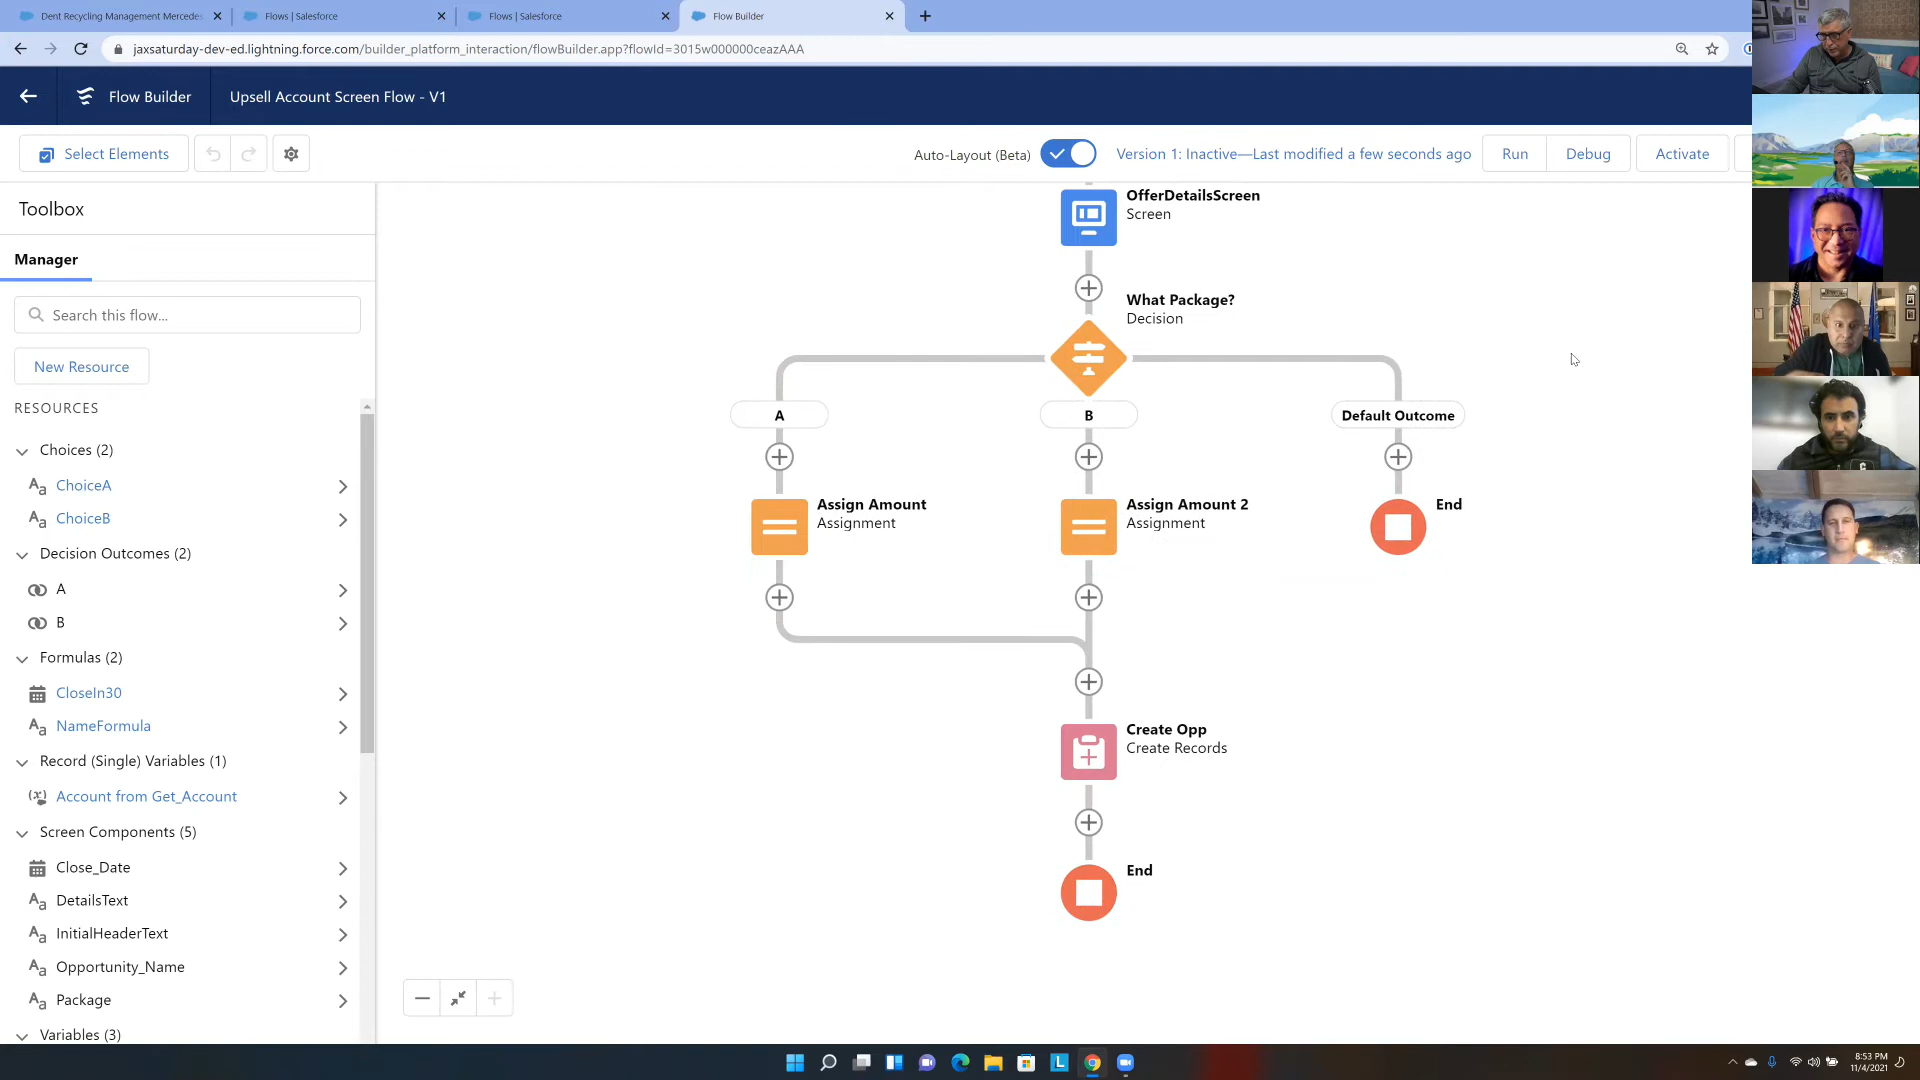 Dent Recycling Management Mercedes
Flows | Salesforce
Flows | Salesforce
Flow Builder
jaxsaturday-dev-ed.lightning.force.com/builder_platform_interaction/flowBuilder.app?flowId=3015w000000ceazAAA
Flow Builder
Upsell Account Screen Flow - V1
Select Elements
Auto-Layout (Beta)
Version 1: Inactive—Last modified a few seconds ago
Run
Debug
Activate
Toolbox
Manager
Search this flow...
New Resource
RESOURCES
Choices (2)
ChoiceA
ChoiceB
Decision Outcomes (2)
A
B
Formulas (2)
CloseIn30
NameFormula
Record (Single) Variables (1)
Account from Get_Account
Screen Components (5)
Close_Date
DetailsText
InitialHeaderText
Opportunity_Name
Package
Variables (3)
OfferDetailsScreen
Screen
What Package?
Decision
A
B
Default Outcome
Assign Amount
Assignment
Assign Amount 2
Assignment
End
Create Opp
Create Records
End
8:53 PM
11/4/2021